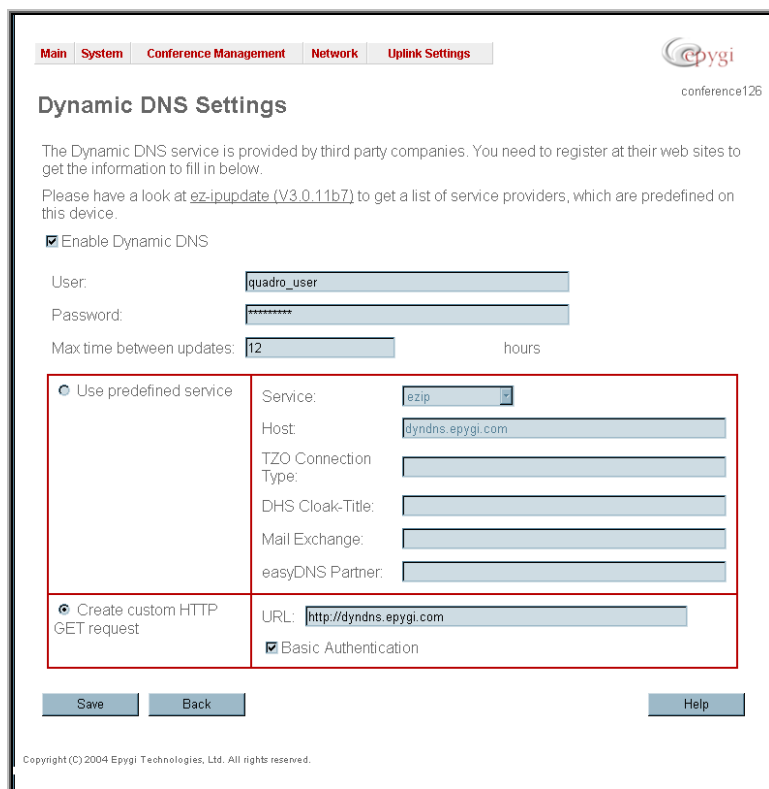 Main System Conference Management Network Uplink Settings
epygi
conference126
Dynamic DNS Settings
The Dynamic DNS service is provided by third party companies. You need to register at their web sites to
get the information to fill in below.
Please have a look at ez-ipupdate (V3.0.11b7) to get a list of service providers, which are predefined on
this device.
Enable Dynamic DNS
User: quadro_user
Password: *********
Max time between updates: 12 hours
Use predefined service
Service: ezip
Host: dyndns.epygi.com
TZO Connection
Type:
DHS Cloak-Title:
Mail Exchange:
easyDNS Partner:
Create custom HTTP
GET request
URL: http://dyndns.epygi.com
Basic Authentication
Save Back Help
Copyright (C) 2004 Epygi Technologies, Ltd. All rights reserved.